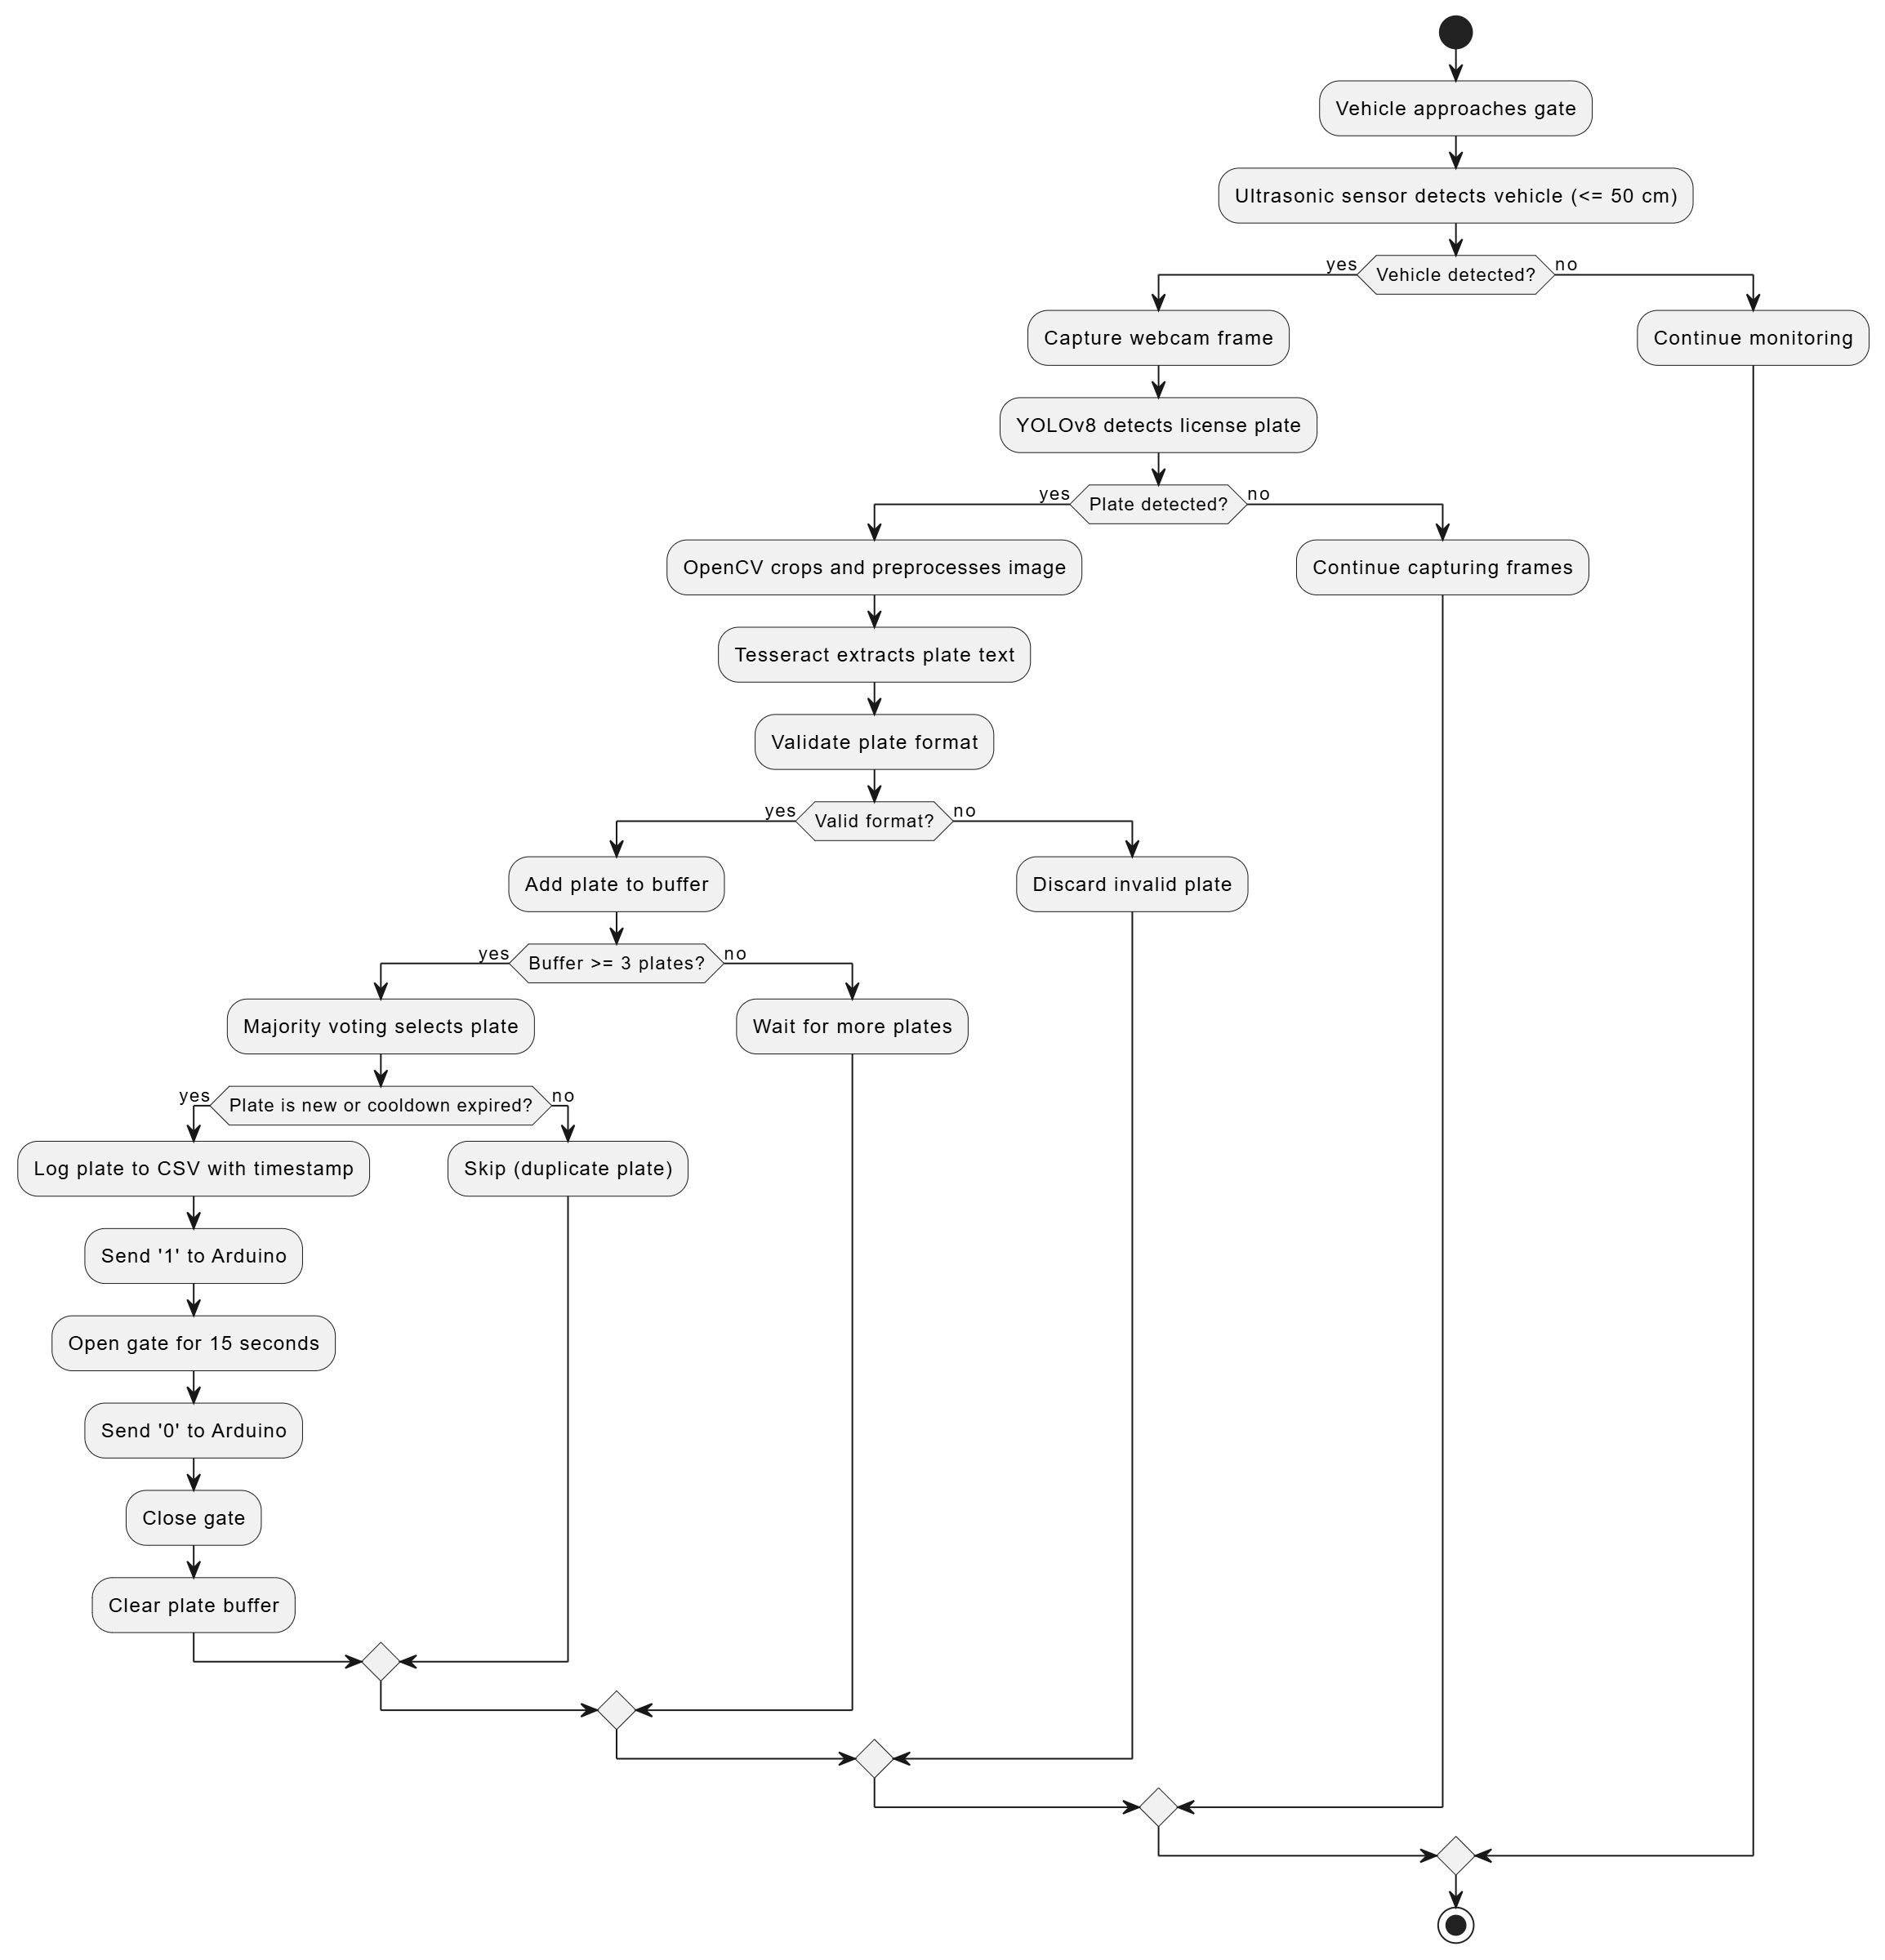 Vehicle approaches gate
Ultrasonic sensor detects vehicle (<= 50 cm)
yes
Vehicle detected?
no
Capture webcam frame
Continue monitoring
YOLOv8 detects license plate
yes
Plate detected?
no
OpenCV crops and preprocesses image
Continue capturing frames
Tesseract extracts plate text
Validate plate format
yes
Valid format?
no
Add plate to buffer
Discard invalid plate
yes
Buffer >= 3 plates?
no
Majority voting selects plate
Wait for more plates
yes
Plate is new or cooldown expired?
no
Log plate to CSV with timestamp
Skip (duplicate plate)
Send '1' to Arduino
Open gate for 15 seconds
Send '0' to Arduino
Close gate
Clear plate buffer